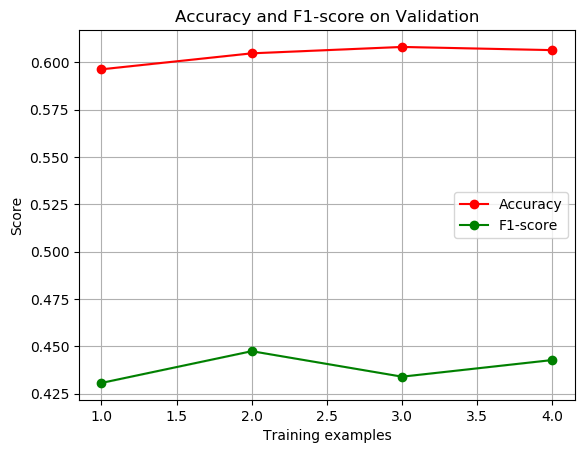 Accuracy and F1-score on Validation
Score
0.600
0.575
0.550
0.525
0.500
0.475
0.450
0.425
Accuracy
F1-score
1.0 1.5 2.0 2.5 3.0 3.5 4.0
Training examples